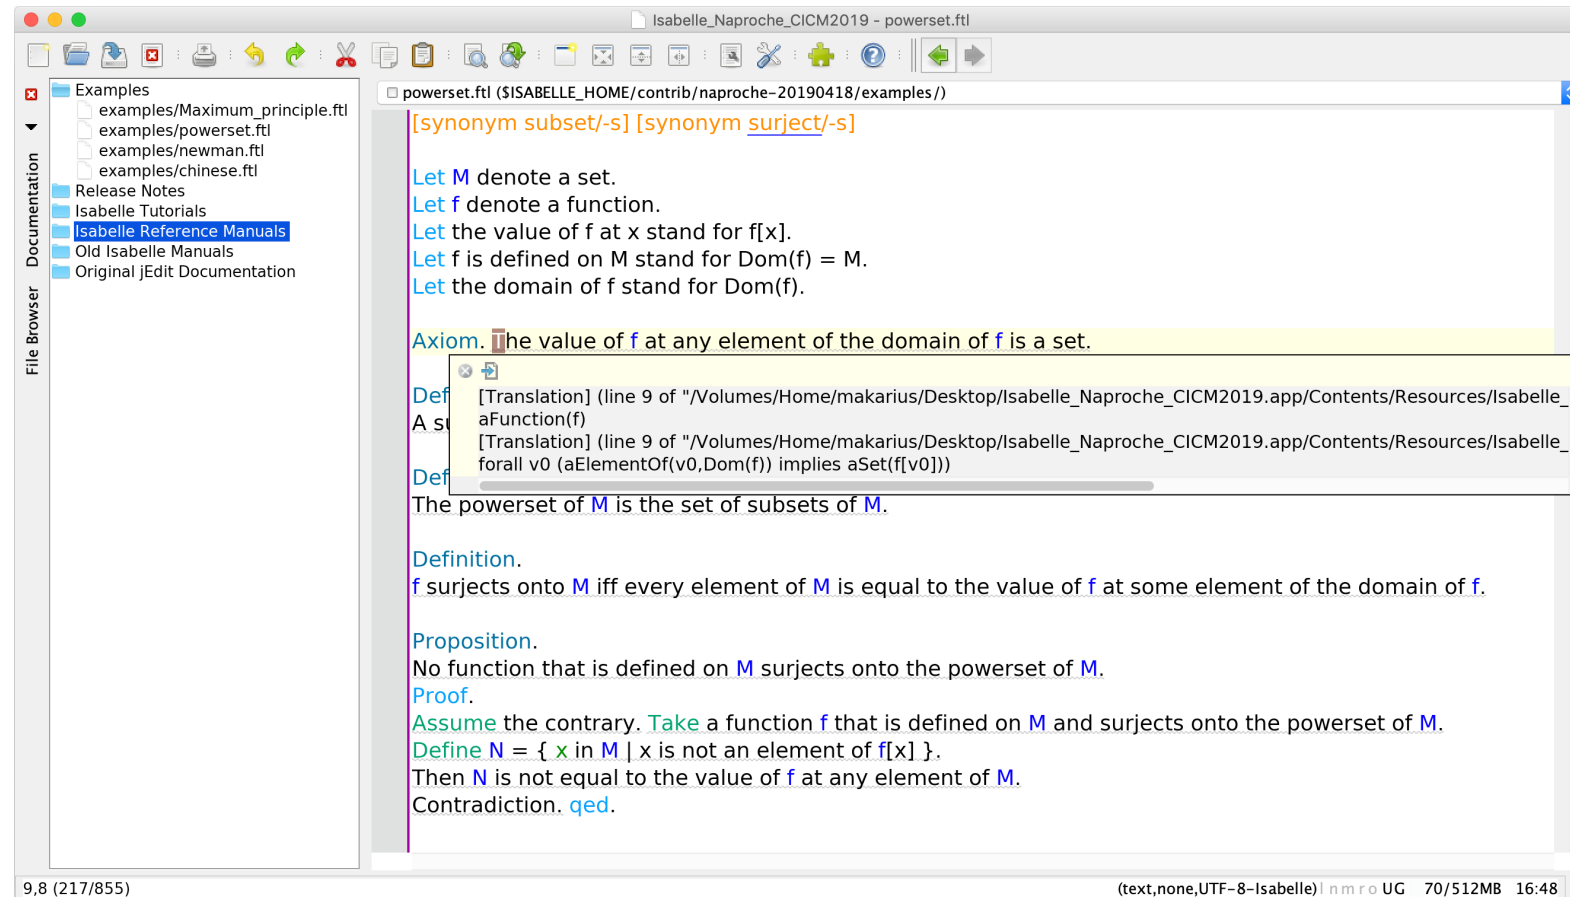 Isabelle_Naproche_CICM2019 - powerset.ftl
Documentation
File Browser
Examples
examples/Maximum_principle.ftl
examples/powerset.ftl
examples/newman.ftl
examples/chinese.ftl
Release Notes
Isabelle Tutorials
Isabelle Reference Manuals
Old Isabelle Manuals
Original jEdit Documentation
powerset.ftl ($ISABELLE_HOME/contrib/naproche-20190418/examples/)
[synonym subset/-s] [synonym surject/-s]
Let M denote a set.
Let f denote a function.
Let the value of f at x stand for f[x].
Let f is defined on M stand for Dom(f) = M.
Let the domain of f stand for Dom(f).
Axiom. The value of f at any element of the domain of f is a set.
[Translation] (line 9 of "/Volumes/Home/makarius/Desktop/Isabelle_Naproche_CICM2019.app/Contents/Resources/Isabelle_
aFunction(f)
[Translation] (line 9 of "/Volumes/Home/makarius/Desktop/Isabelle_Naproche_CICM2019.app/Contents/Resources/Isabelle_
forall v0 (aElementOf(v0,Dom(f)) implies aSet(f[v0]))
Def
A su
Def
The powerset of M is the set of subsets of M.
Definition.
f surjects onto M iff every element of M is equal to the value of f at some element of the domain of f.
Proposition.
No function that is defined on M surjects onto the powerset of M.
Proof.
Assume the contrary. Take a function f that is defined on M and surjects onto the powerset of M.
Define N = { x in M | x is not an element of f[x] }.
Then N is not equal to the value of f at any element of M.
Contradiction. qed.
9,8 (217/855)
(text,none,UTF-8-Isabelle) | n m r o UG 70/512MB 16:48